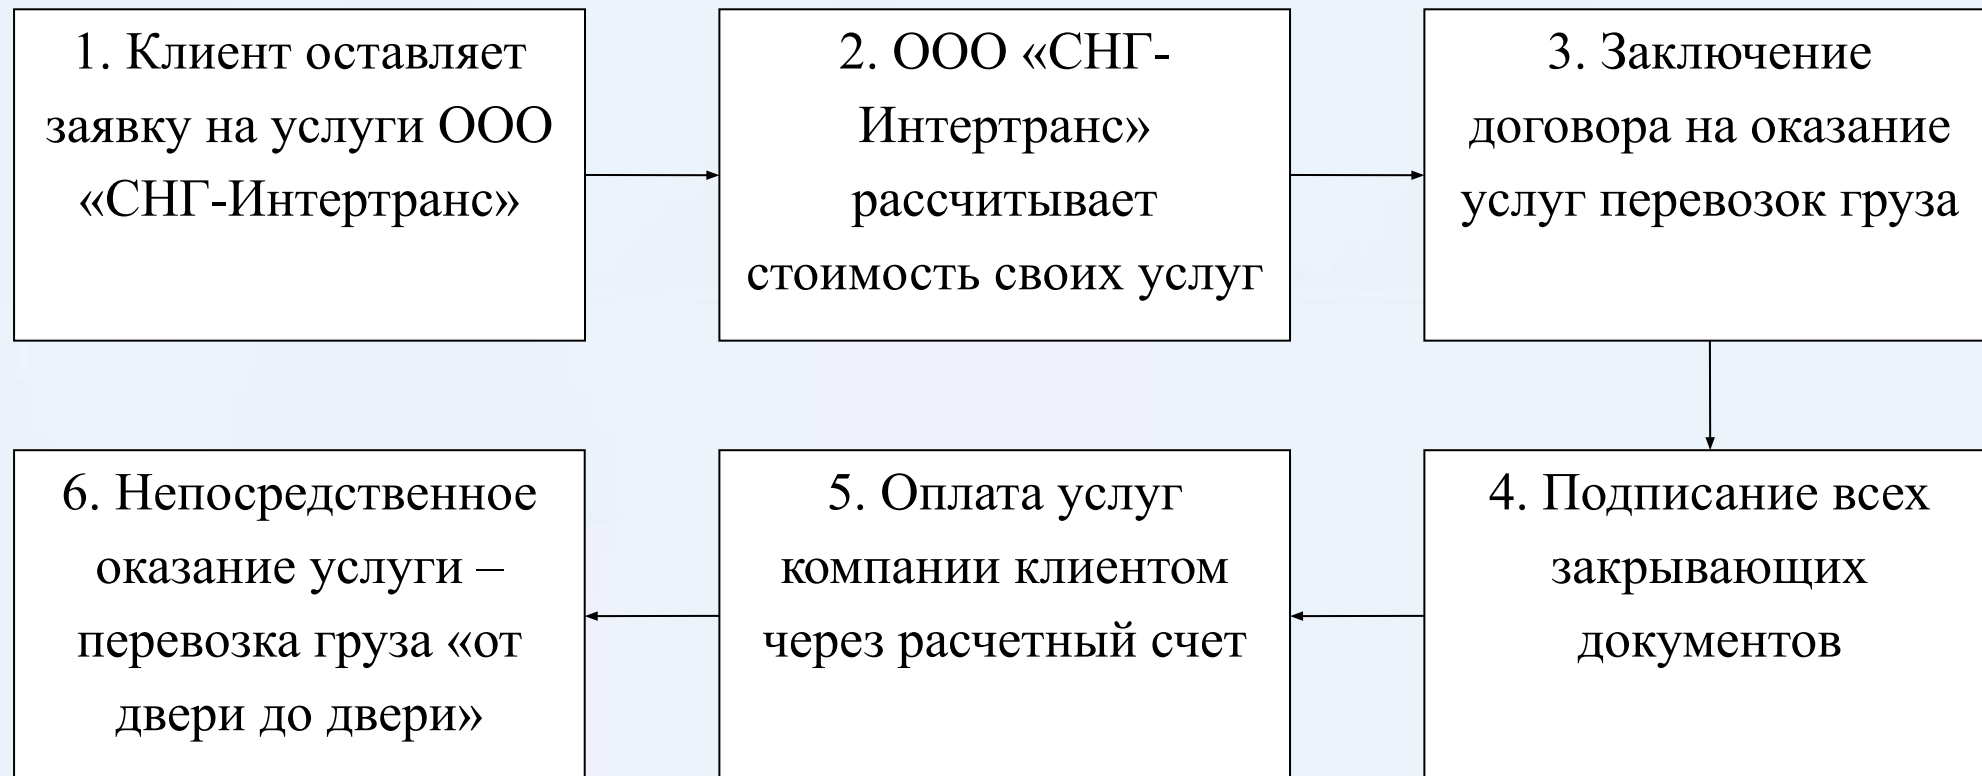 1. Клиент оставляет
заявку на услуги ООО
«СНГ-Интертранс»
2. ООО «СНГ-
Интертранс»
рассчитывает
стоимость своих услуг
3. Заключение
договора на оказание
услуг перевозок груза
4. Подписание всех
закрывающих
документов
5. Оплата услуг
компании клиентом
через расчетный счет
6. Непосредственное
оказание услуги –
перевозка груза «от
двери до двери»